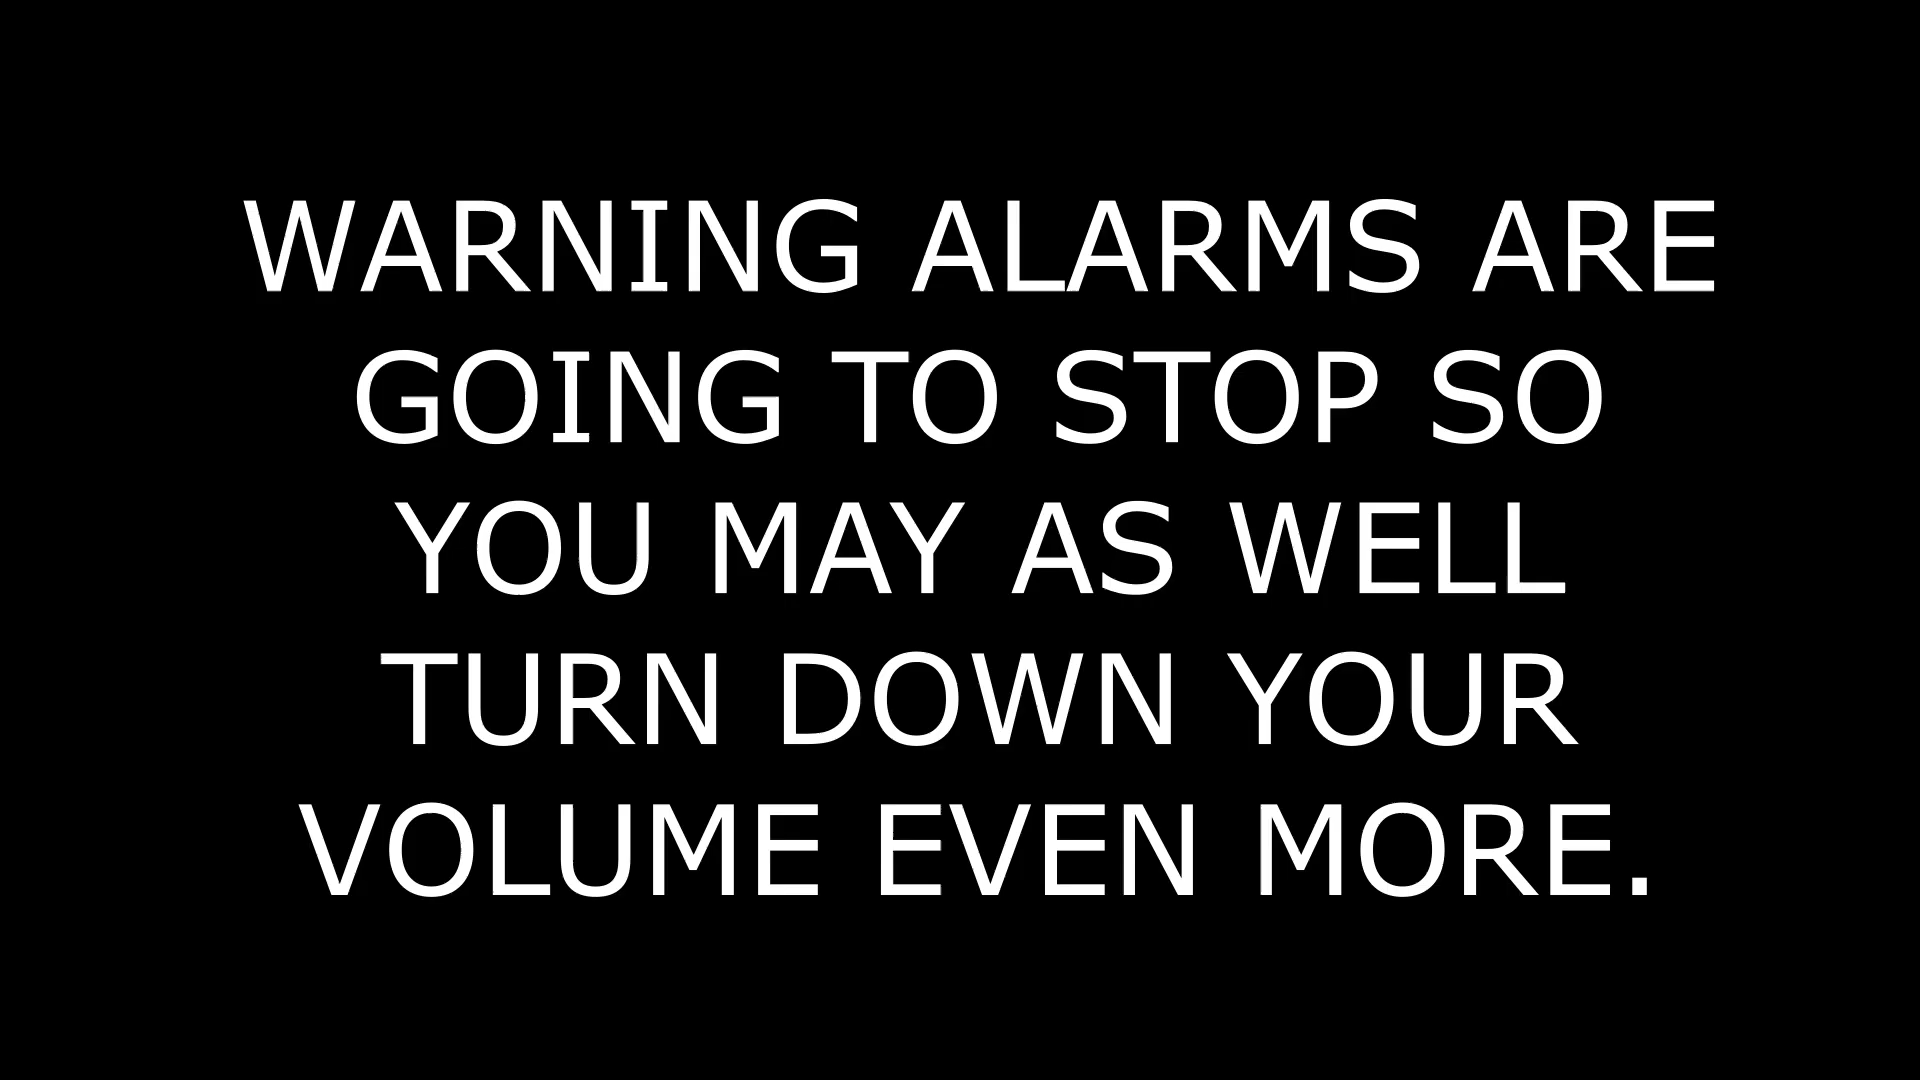 WARNING ALARMS ARE
GOING TO STOP SO
YOU MAY AS WELL
TURN DOWN YOUR
VOLUME EVEN MORE.